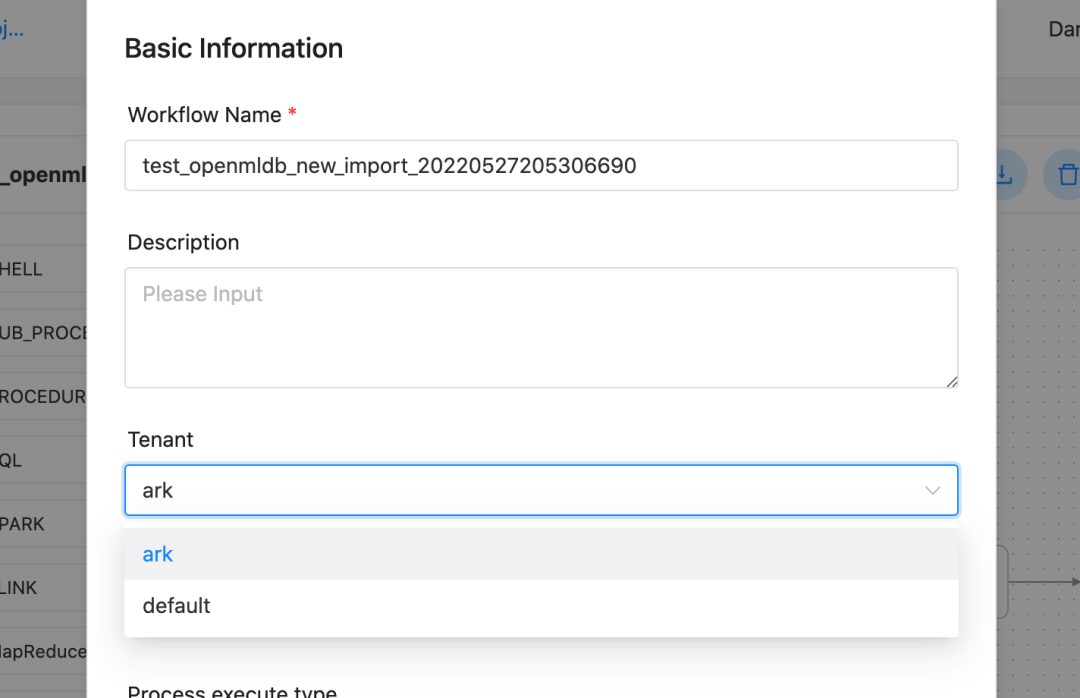 j...
Dar
Basic Information
Workflow Name *
test_openmldb_new_import_20220527205306690
_openml
Description
HELL
Please Input
UB_PROCE
ROCEDUR
Tenant
QL
ark
PARK
ark
LINK
default
lapReduce
Process execute type